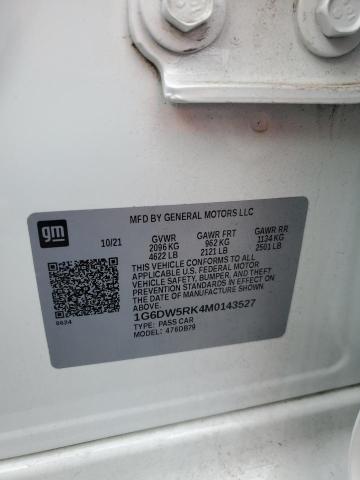 MFD BY GENERAL MOTORS LLC
gm
10/21 GVWR GAWR FRT GAWR RR
2096 KG 962 KG 1134 KG
4622 LB 2121 LB 2501 LB
THIS VEHICLE CONFORMS TO ALL
APPLICABLE U.S. FEDERAL MOTOR
VEHICLE SAFETY, BUMPER, AND THEFT
PREVENTION STANDARDS IN EFFECT ON
THE DATE OF MANUFACTURE SHOWN
ABOVE.
1G6DW5RK4M0143527
TYPE: PASS CAR
MODEL: 476DB79